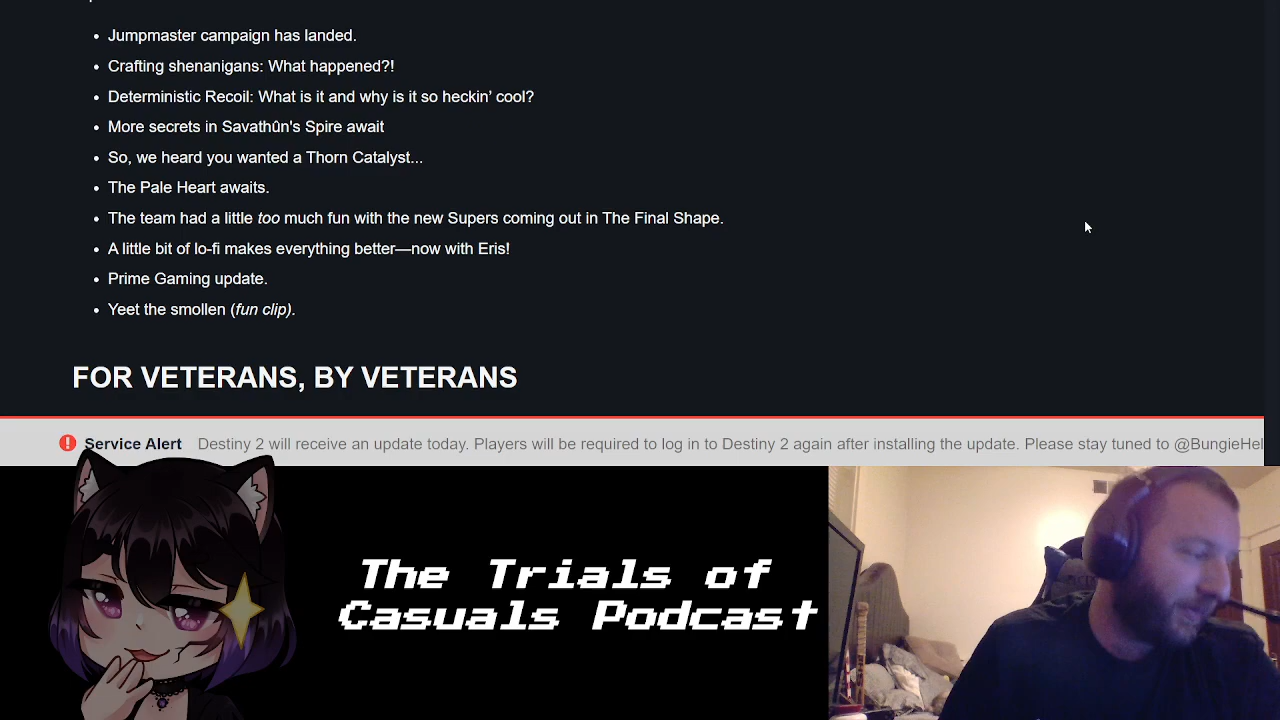 Jumpmaster campaign has landed.
Crafting shenanigans: What happened?!
Deterministic Recoil: What is it and why is it so heckin’ cool?
More secrets in Savathûn's Spire await
So, we heard you wanted a Thorn Catalyst...
The Pale Heart awaits.
The team had a little too much fun with the new Supers coming out in The Final Shape.
A little bit of lo-fi makes everything better—now with Eris!
Prime Gaming update.
Yeet the smollen (fun clip).
FOR VETERANS, BY VETERANS
Service Alert Destiny 2 will receive an update today. Players will be required to log in to Destiny 2 again after installing the update. Please stay tuned to @BungieHel
The Trials of
Casuals Podcast